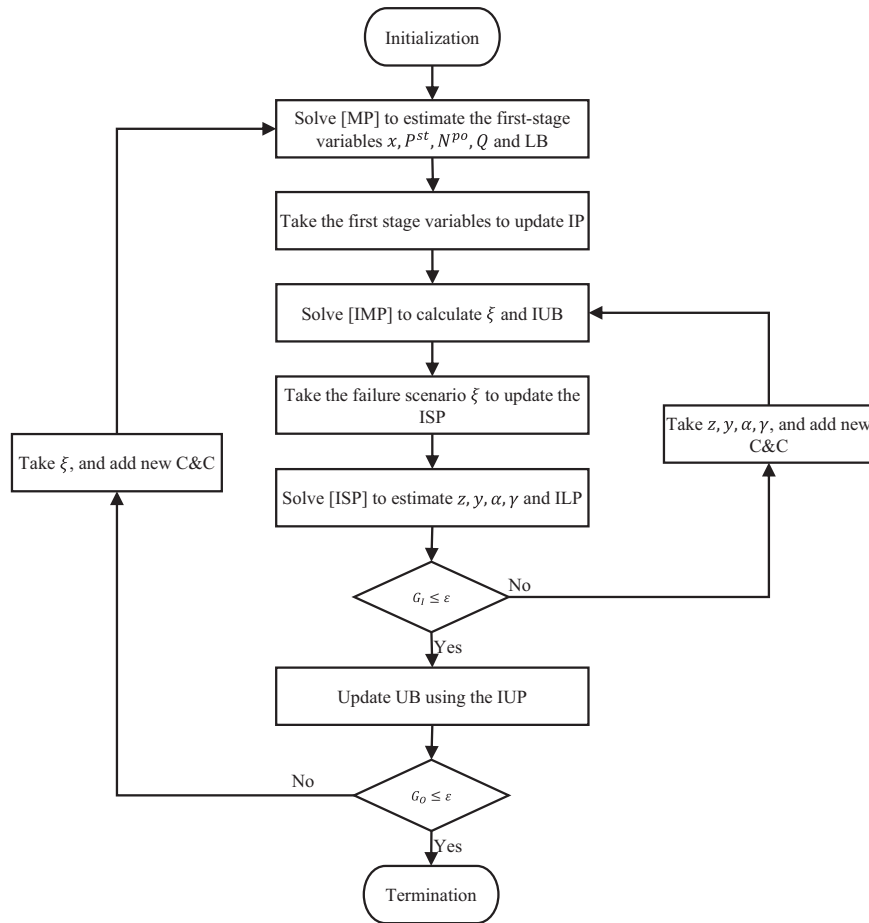 Initialization
Solve [MP] to estimate the first-stage
variables x, P^{st}, N^{po}, Q and LB
Take the first stage variables to update IP
Solve [IMP] to calculate ξ and IUB
Take the failure scenario ξ to update the
ISP
Take z, y, α, γ, and add new
C&C
Take ξ, and add new C&C
Solve [ISP] to estimate z, y, α, γ and ILP
G_I ≤ ε
No
Yes
Update UB using the IUP
No
G_O ≤ ε
Yes
Termination